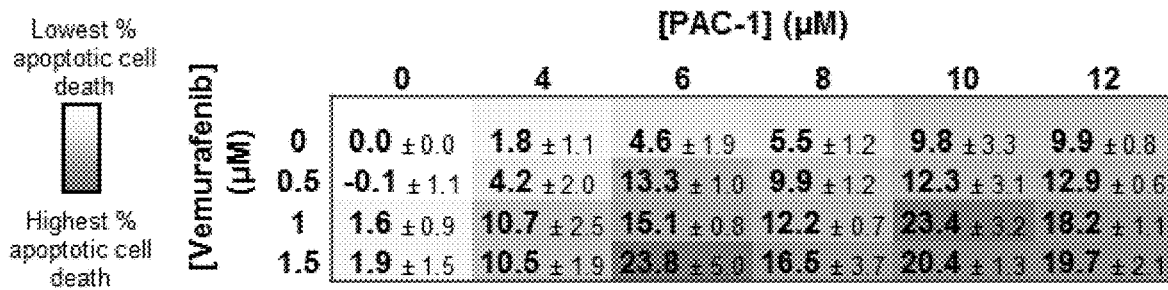 Lowest %
apoptotic cell
death
Highest %
apoptotic cell
death
[Vemurafenib]
(µM)
[PAC-1] (µM)
0 4 6 8 10 12
0 0.0 ±0.0 1.8 ±1.1 4.6 ±1.9 5.5 ±1.2 9.8 ±3.3 9.9 ±0.8
0.5 -0.1 ±1.1 4.2 ±2.0 13.3 ±1.0 9.9 ±1.2 12.3 ±3.1 12.9 ±0.6
1 1.6 ±0.9 10.7 ±2.5 15.1 ±0.8 12.2 ±0.7 23.4 ±3.2 18.2 ±1.1
1.5 1.9 ±1.5 10.5 ±1.9 23.8 ±5.0 16.5 ±3.7 20.4 19.7 ±2.1